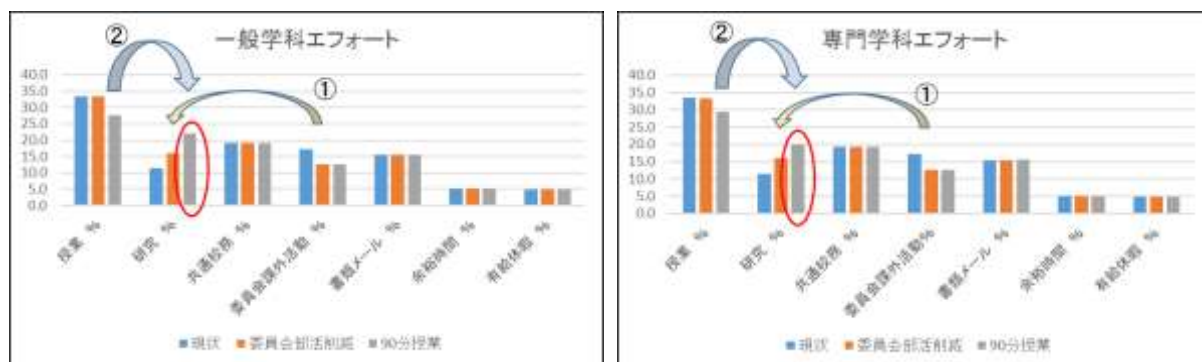 一般学科エフォート
②
①
40.0
35.0
30.0
25.0
20.0
15.0
10.0
5.0
0.0
授業 %
研究 %
共通校務 %
委員会課外活動 %
書類メール %
余裕時間 %
有給休暇 %
現状 委員会部活削減 90分授業
専門学科エフォート
②
①
40.0
35.0
30.0
25.0
20.0
15.0
10.0
5.0
0.0
授業 %
研究 %
共通校務 %
委員会課外活動%
書類メール %
余裕時間 %
有給休暇 %
現状 委員会部活削減 90分授業